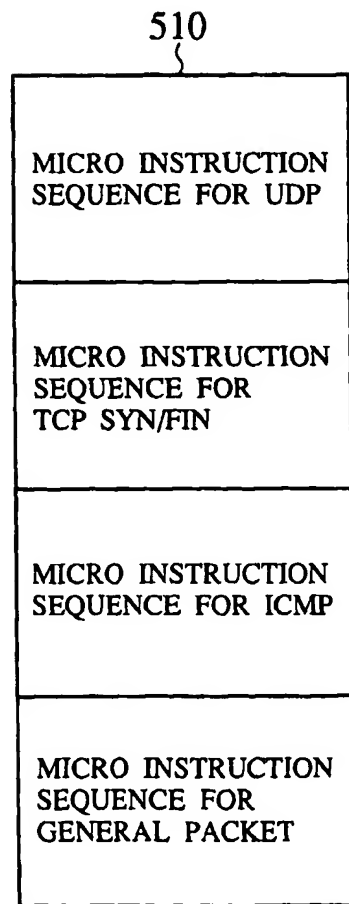 510
MICRO INSTRUCTION
SEQUENCE FOR UDP
MICRO INSTRUCTION
SEQUENCE FOR
TCP SYN/FIN
MICRO INSTRUCTION
SEQUENCE FOR ICMP
MICRO INSTRUCTION
SEQUENCE FOR
GENERAL PACKET